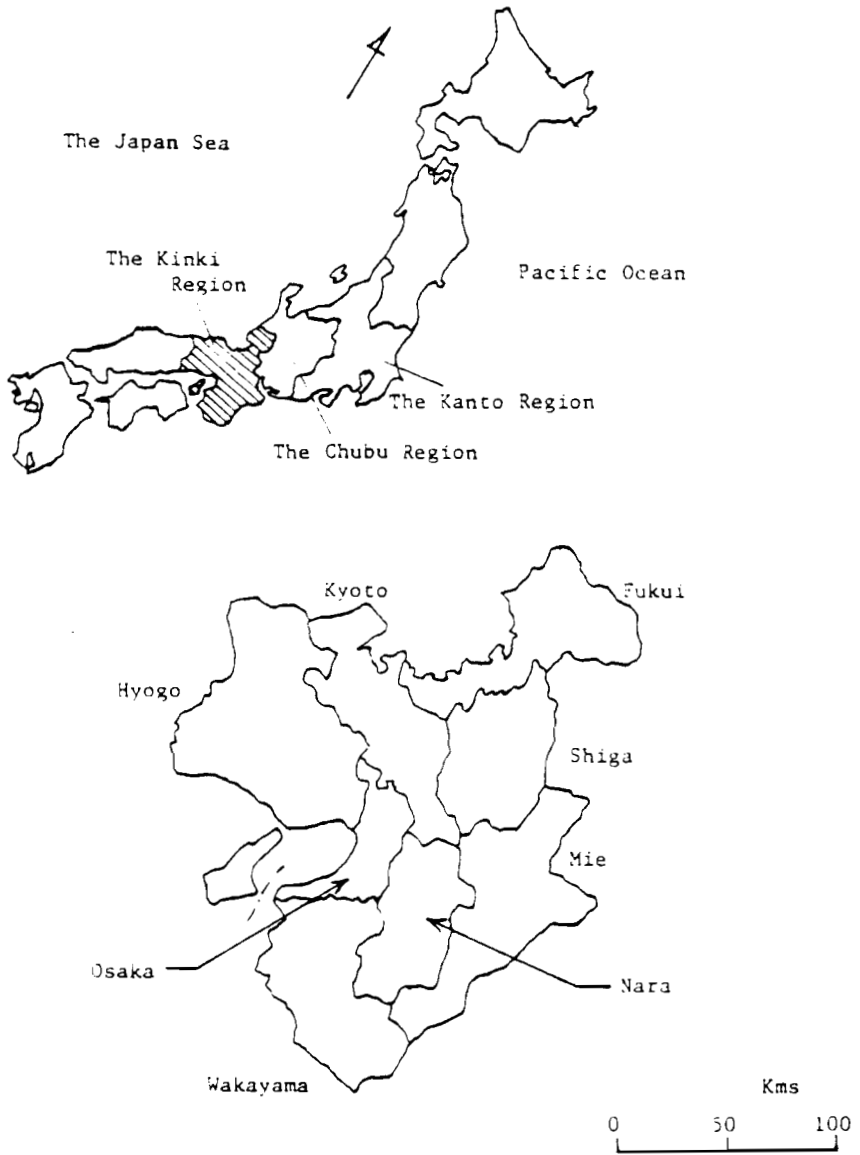 The Japan Sea
The Kinki
Region
Pacific Ocean
The Kanto Region
The Chubu Region
Kyoto
Fukui
Hyogo
Shiga
Mie
Osaka
Nara
Wakayama
Kms
0 50 100